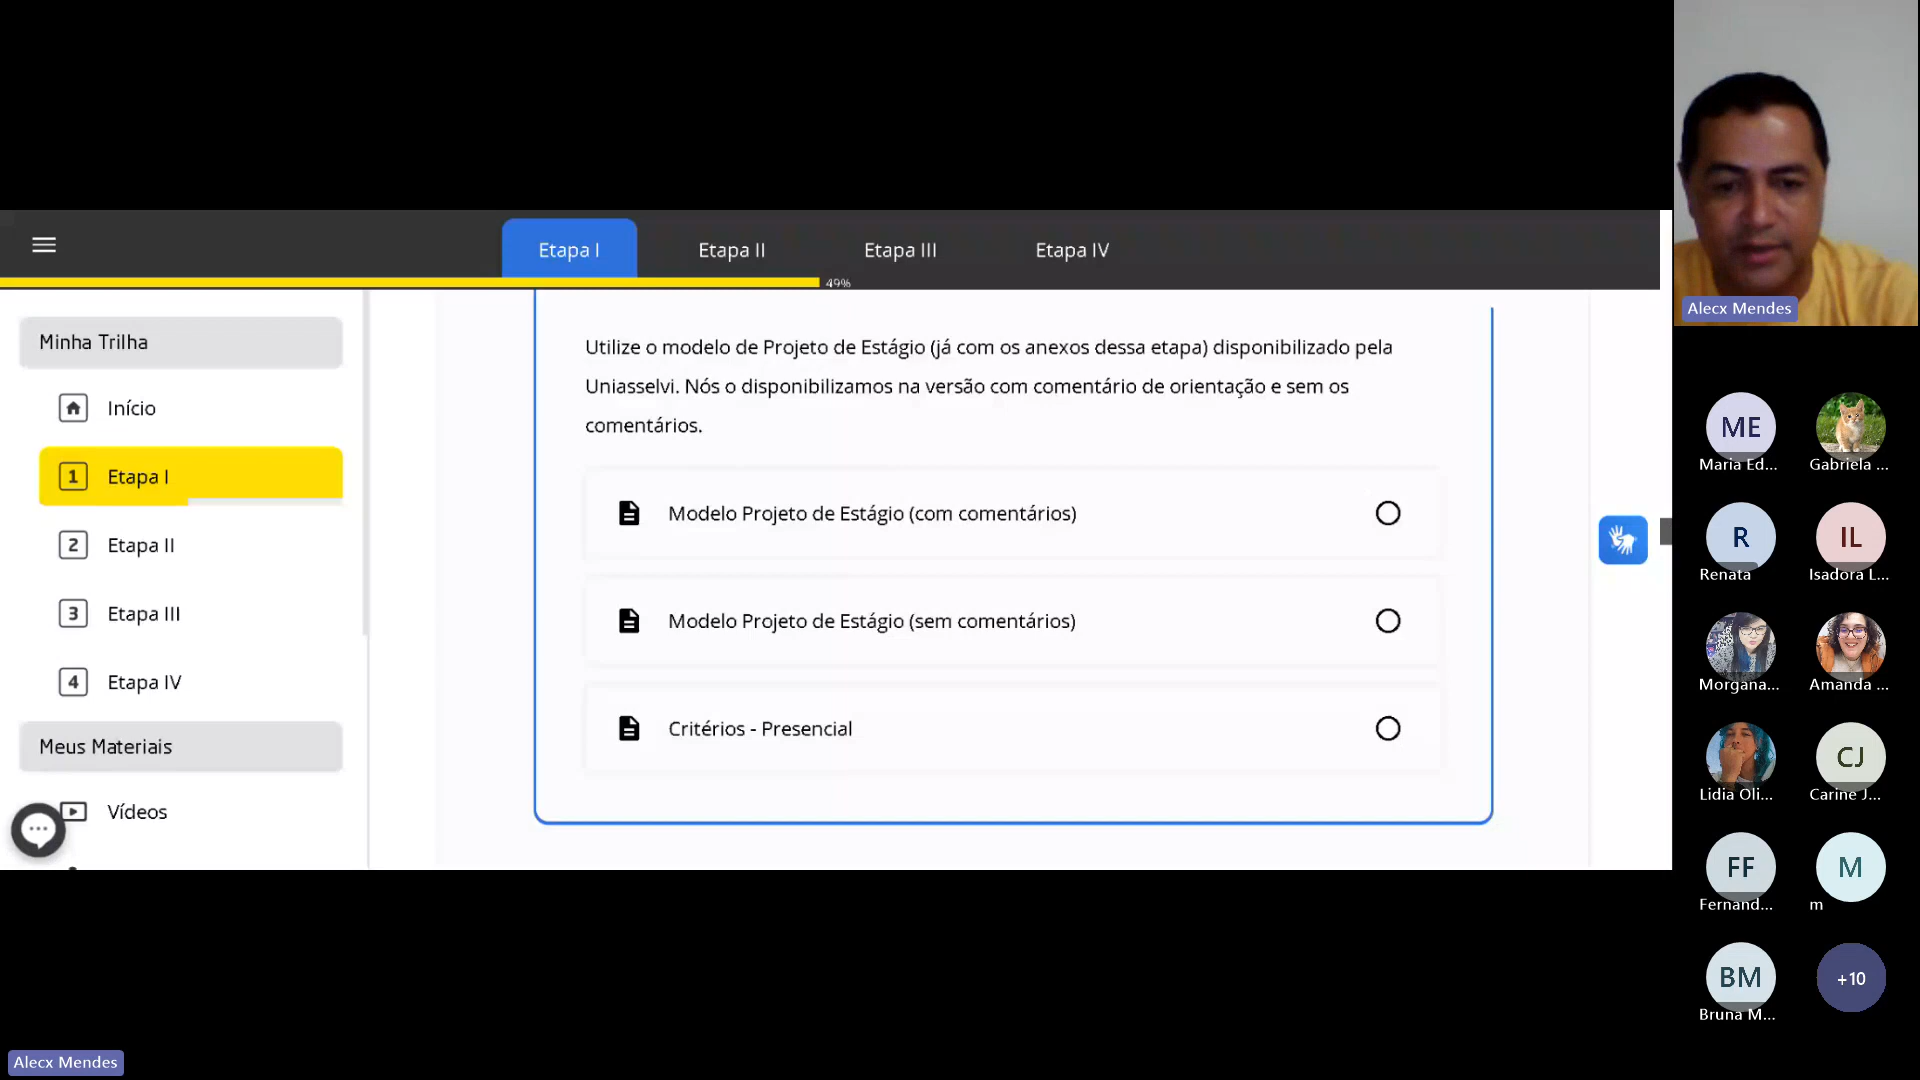 Etapa I
Etapa II
Etapa III
Etapa IV
49%
Minha Trilha
Início
1 Etapa I
2 Etapa II
3 Etapa III
4 Etapa IV
Meus Materiais
Vídeos
Utilize o modelo de Projeto de Estágio (já com os anexos dessa etapa) disponibilizado pela
Uniasselvi. Nós o disponibilizamos na versão com comentário de orientação e sem os
comentários.
Modelo Projeto de Estágio (com comentários)
Modelo Projeto de Estágio (sem comentários)
Critérios - Presencial
Alecx Mendes
ME
Maria Ed...
Gabriela ...
R
Renata
IL
Isadora L...
Morgana...
Amanda ...
Lidia Oli...
CJ
Carine J...
FF
Fernand...
M
m
BM
Bruna M...
+10
Alecx Mendes